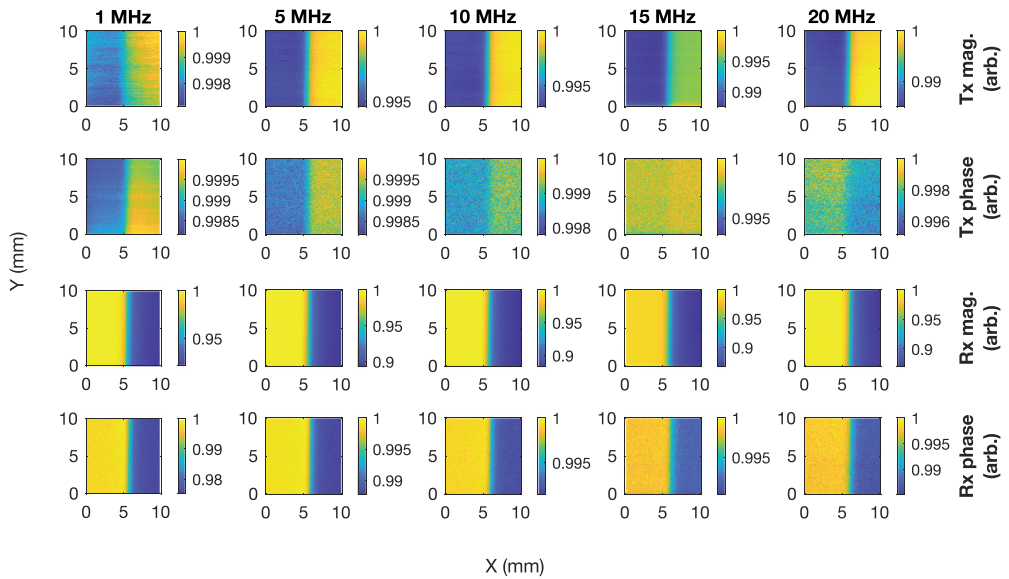 1 MHz 5 MHz 10 MHz 15 MHz 20 MHz
10 5 0 0 5 10 0.999 0.998
10 5 0 0 5 10 1 0.995
10 5 0 0 5 10 1 0.995
10 5 0 0 5 10 1 0.995 0.99
10 5 0 0 5 10 1 0.99
Tx mag.
(arb.)
10 5 0 0 5 10 0.9995 0.999 0.9985
10 5 0 0 5 10 0.9995 0.999 0.9985
10 5 0 0 5 10 1 0.999 0.998
10 5 0 0 5 10 1 0.995
10 5 0 0 5 10 1 0.998 0.996
Tx phase
(arb.)
Y (mm)
10 5 0 0 5 10 1 0.95
10 5 0 0 5 10 1 0.95 0.9
10 5 0 0 5 10 1 0.95 0.9
10 5 0 0 5 10 1 0.95 0.9
10 5 0 0 5 10 1 0.95 0.9
Rx mag.
(arb.)
10 5 0 0 5 10 1 0.99 0.98
10 5 0 0 5 10 1 0.995 0.99
10 5 0 0 5 10 1 0.995
10 5 0 0 5 10 1 0.995
10 5 0 0 5 10 1 0.995 0.99
Rx phase
(arb.)
X (mm)